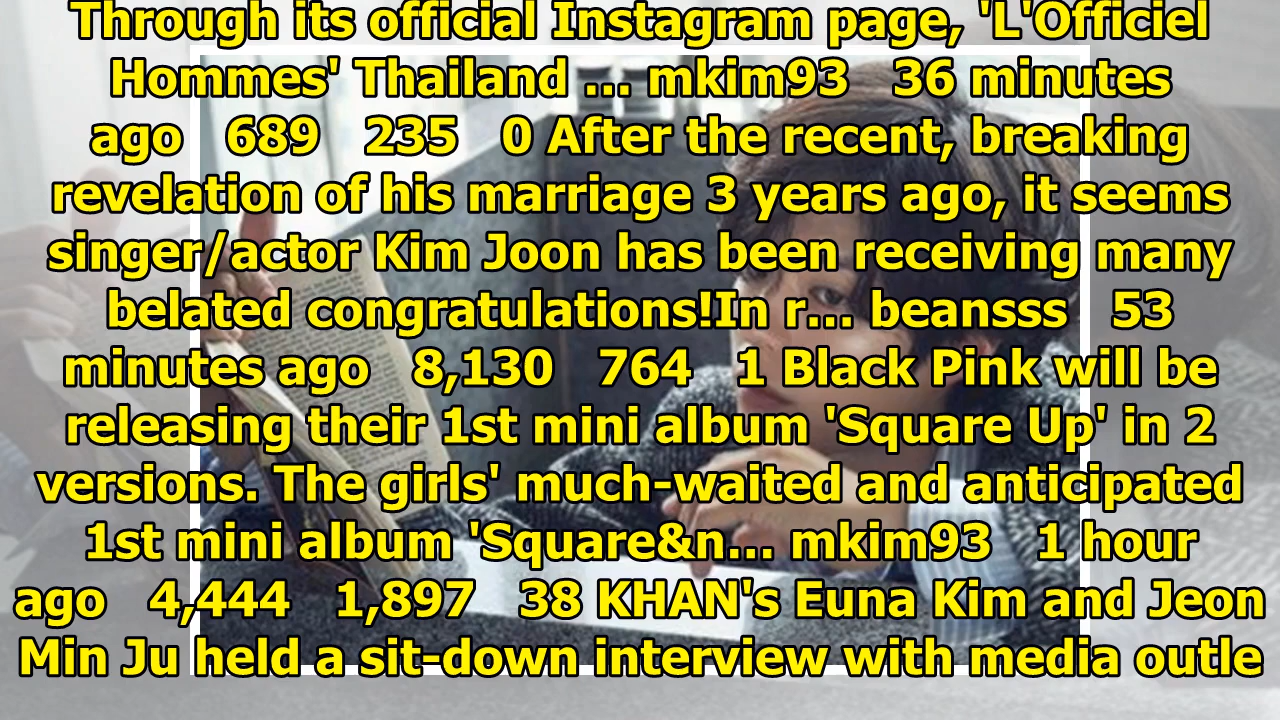 Through its official Instagram page, 'L'Officiel
Hommes' Thailand ... mkim93   36 minutes
ago   689   235   0 After the recent, breaking
revelation of his marriage 3 years ago, it seems
singer/actor Kim Joon has been receiving many
belated congratulations!In r... beansss   53
minutes ago   8,130   764   1 Black Pink will be
releasing their 1st mini album 'Square Up' in 2
versions. The girls' much-waited and anticipated
1st mini album 'Square&n... mkim93   1 hour
ago   4,444   1,897   38 KHAN's Euna Kim and Jeon
Min Ju held a sit-down interview with media outle